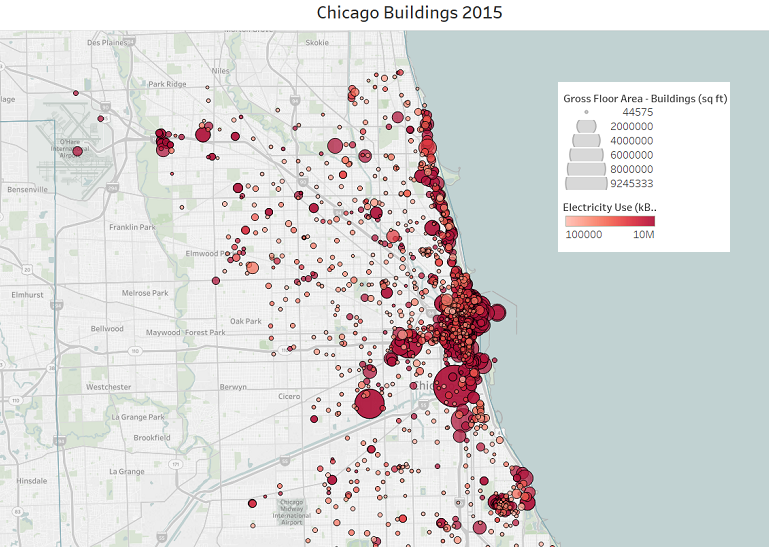 Chicago Buildings 2015
Des Plaines
Skokie
Niles
Park Ridge
lage
O'Hare
International
Airport
Bensenville
Franklin Park
Elmwood P
Elmhurst
Melrose Park
Oak Park
Bellwood
Maywood
Forest Park
Westchester
Berwyn
Cicero
Chic
La Grange Park
Brookfield
La Grange
Hinsdale
Chicago
Midway
International
Airport
Gross Floor Area - Buildings (sq ft)
44575
2000000
4000000
6000000
8000000
9245333
Electricity Use (kB..
100000 10M